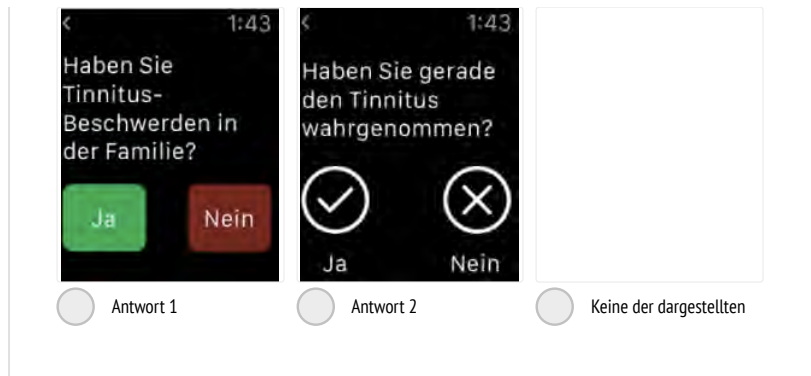 1:43
Haben Sie
Tinnitus-
Beschwerden in
der Familie?
Ja Nein
1:43
Haben Sie gerade
den Tinnitus
wahrgenommen?
Ja Nein
Antwort 1
Antwort 2
Keine der dargestellten